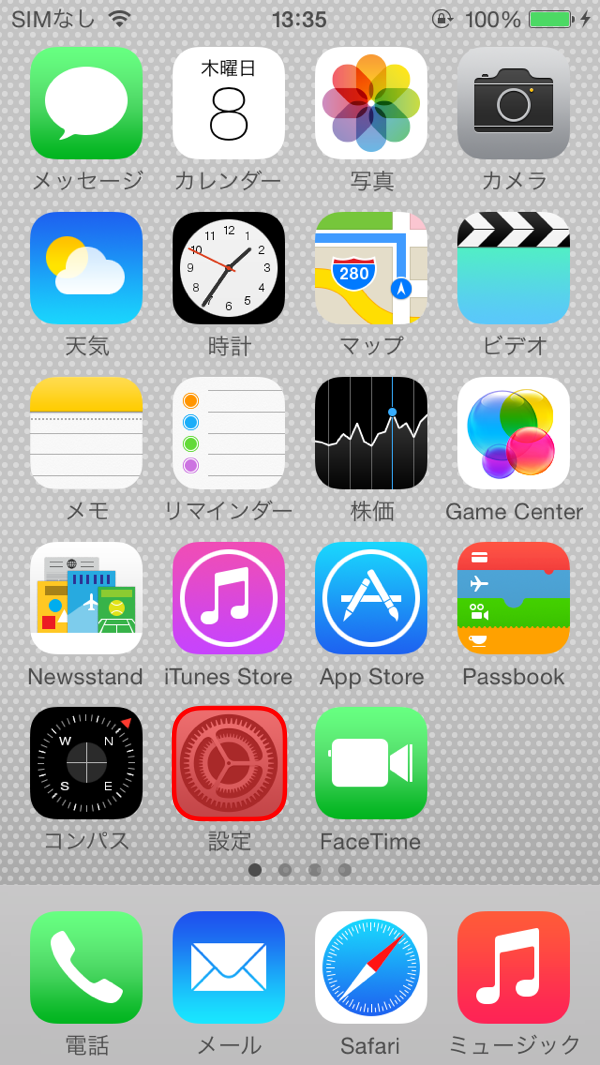 SIMなし 13:35 100%
木曜日
8
メッセージ カレンダー 写真 カメラ
12
11 1
10 2
9 3
8 4
7 5
6
280
天気 時計 マップ ビデオ
メモ リマインダー 株価 Game Center
Newsstand iTunes Store App Store Passbook
W N
S E
コンパス 設定 FaceTime
電話 メール Safari ミュージック